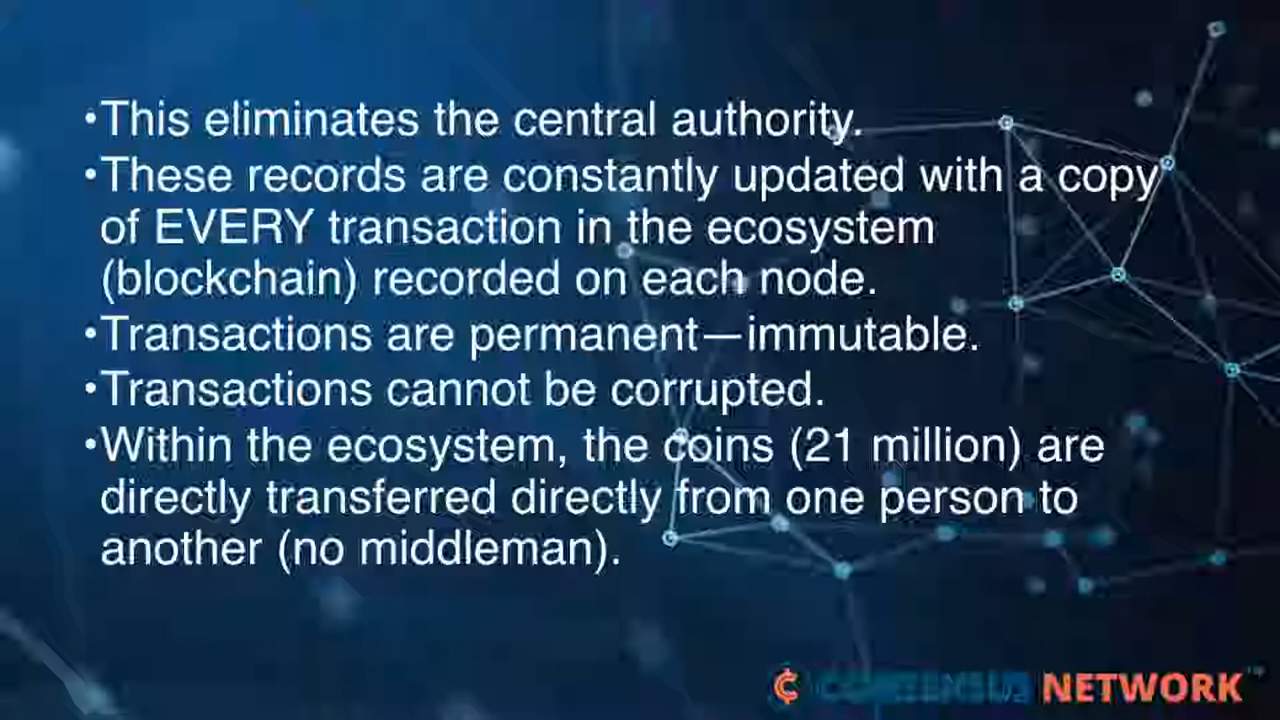 •This eliminates the central authority.
•These records are constantly updated with a copy
of EVERY transaction in the ecosystem
(blockchain) recorded on each node.
•Transactions are permanent—immutable.
•Transactions cannot be corrupted.
•Within the ecosystem, the coins (21 million) are
directly transferred directly from one person to
another (no middleman).
CONSENSUS NETWORK™